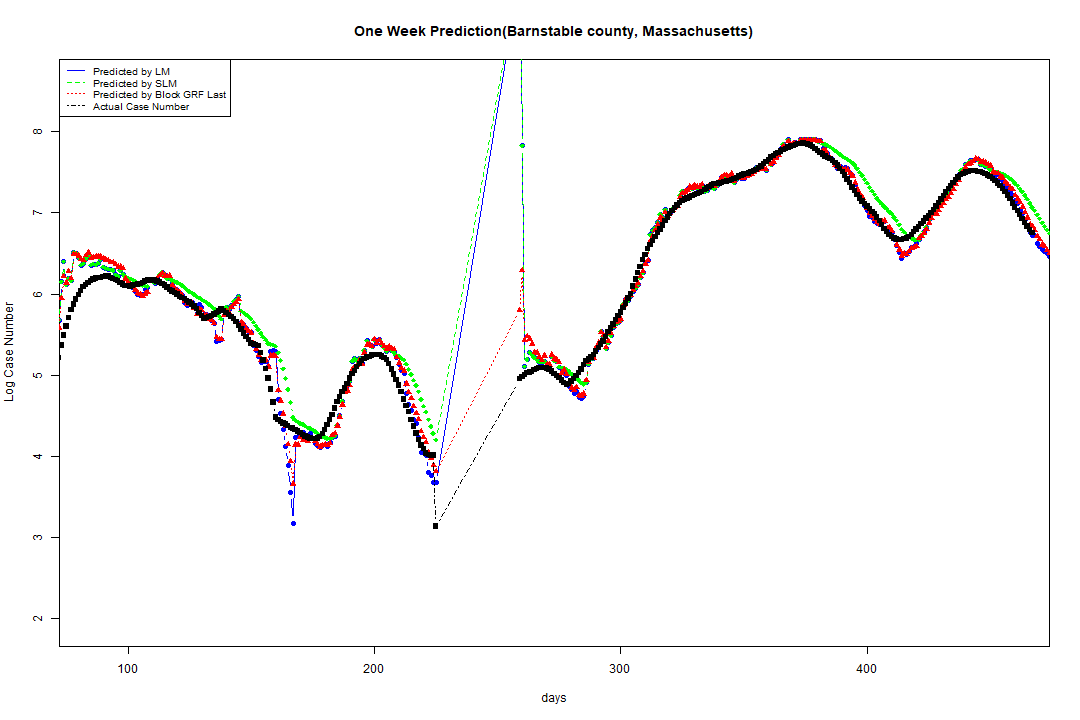 One Week Prediction(Barnstable county, Massachusetts)
Predicted by LM
Predicted by SLM
Predicted by Block GRF Last
Actual Case Number
8
7
6
5
4
3
2
Log Case Number
100 200 300 400
days